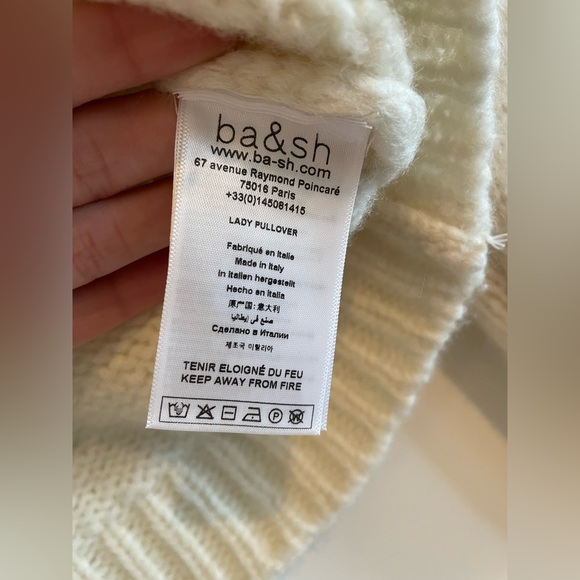 ba&sh
www.ba-sh.com
67 avenue Raymond Poincaré
75016 Paris
+33(0)145081415
LADY PULLOVER
Fabriqué en Italie
Made in Italy
in Italien hergestellt
Hecho en Italia
原产国: 意大利
صنع في إيطاليا
Сделано в Италии
제조국 이탈리아
TENIR ELOIGNÉ DU FEU
KEEP AWAY FROM FIRE
P W